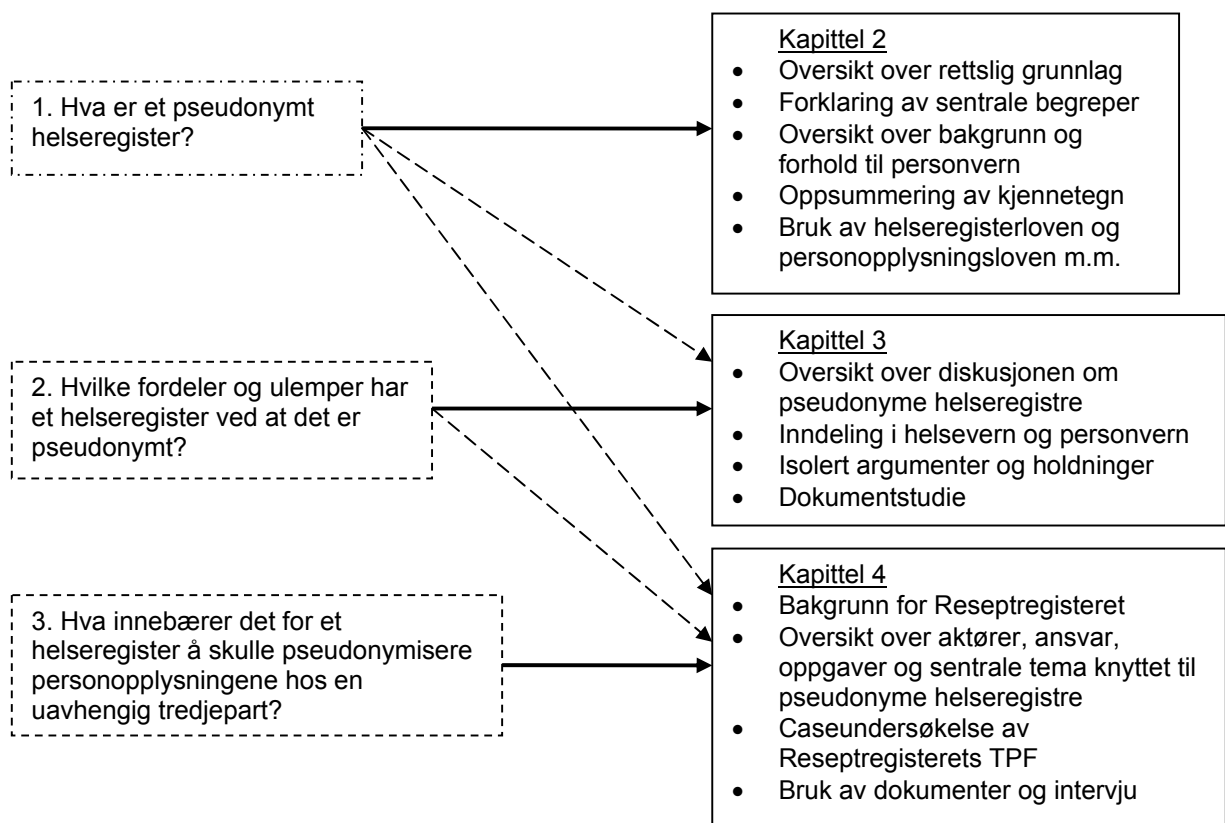 1. Hva er et pseudonymt
helseregister?
Kapittel 2
• Oversikt over rettslig grunnlag
• Forklaring av sentrale begreper
• Oversikt over bakgrunn og
forhold til personvern
• Oppsummering av kjennetegn
• Bruk av helseregisterloven og
personopplysningsloven m.m.
2. Hvilke fordeler og ulemper har
et helseregister ved at det er
pseudonymt?
Kapittel 3
• Oversikt over diskusjonen om
pseudonyme helseregistre
• Inndeling i helsevern og personvern
• Isolert argumenter og holdninger
• Dokumentstudie
3. Hva innebærer det for et
helseregister å skulle pseudonymisere
personopplysningene hos en
uavhengig tredjepart?
Kapittel 4
• Bakgrunn for Reseptregisteret
• Oversikt over aktører, ansvar,
oppgaver og sentrale tema knyttet til
pseudonyme helseregistre
• Caseundersøkelse av
Reseptregisterets TPF
• Bruk av dokumenter og intervju